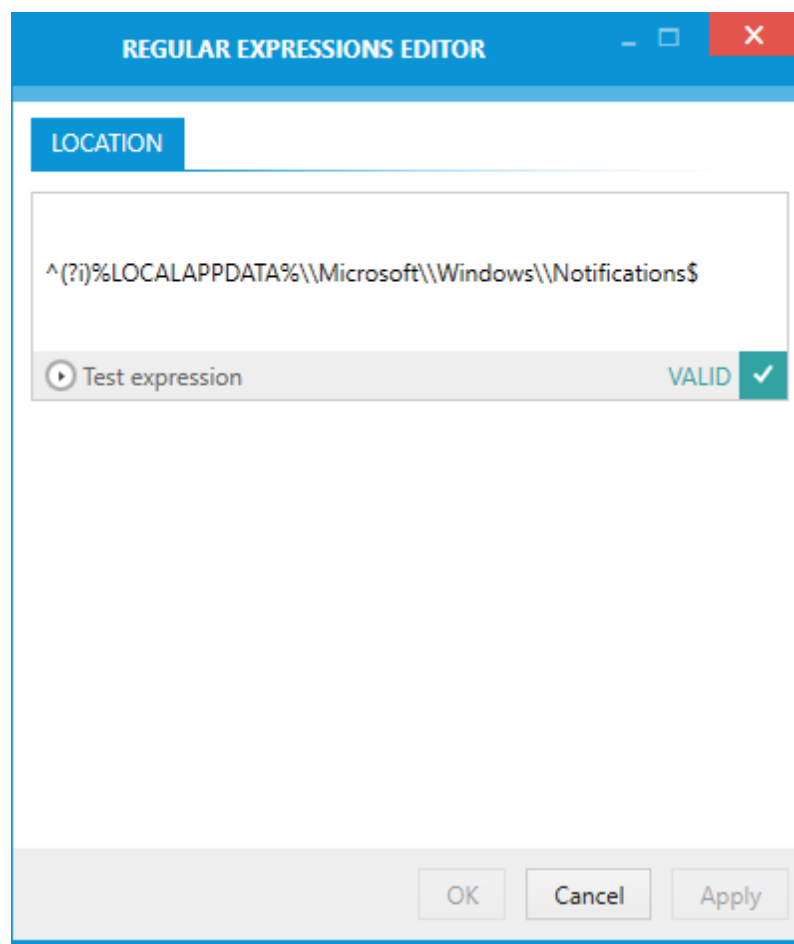 REGULAR EXPRESSIONS EDITOR
LOCATION
^(?i)%LOCALAPPDATA%\\Microsoft\\Windows\\Notifications$
Test expression VALID
OK Cancel Apply